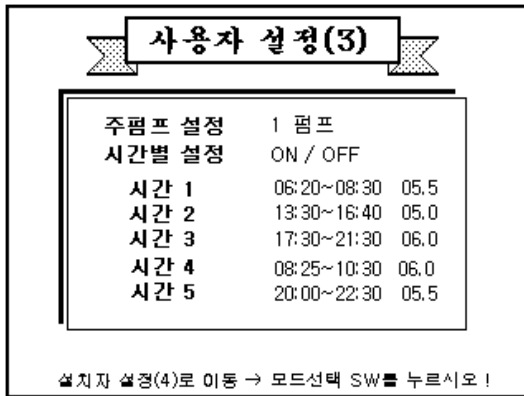 사용자 설정(3)
주펌프 설정 1 펌프
시간별 설정 ON / OFF
시간 1 06:20~08:30 05.5
시간 2 13:30~16:40 05.0
시간 3 17:30~21:30 06.0
시간 4 08:25~10:30 06.0
시간 5 20:00~22:30 05.5
설치자 설정(4)로 이동 → 모드선택 SW를 누르시오 !